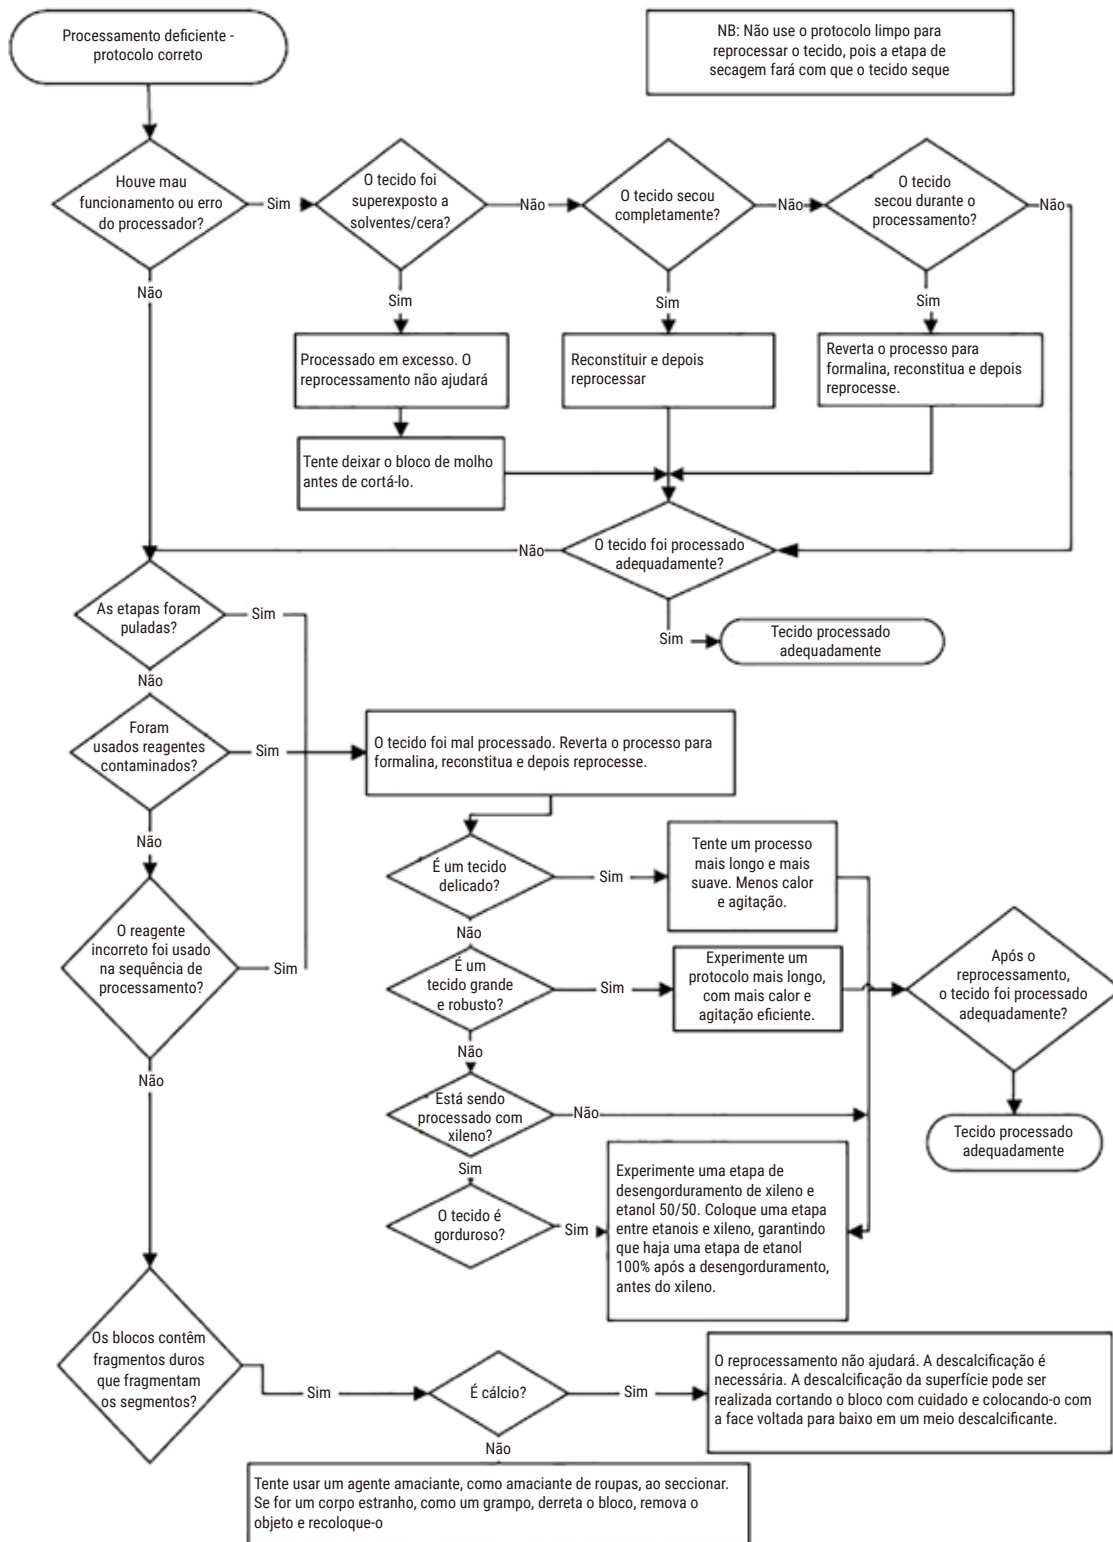 Processamento deficiente -
protocolo correto
NB: Não use o protocolo limpo para
reprocessar o tecido, pois a etapa de
secagem fará com que o tecido seque
Houve mau
funcionamento ou erro
do processador?
Sim
O tecido foi
superexposto a
solventes/cera?
Não
O tecido secou
completamente?
Não
O tecido
secou durante o
processamento?
Não
Não
Sim
Sim
Sim
Processado em excesso. O
reprocessamento não ajudará
Reconstituir e depois
reprocessar
Reverta o processo para
formalina, reconstitua e depois
reprocesse.
Tente deixar o bloco de molho
antes de cortá-lo.
Não
O tecido foi processado
adequadamente?
Sim
Tecido processado
adequadamente
As etapas foram
puladas?
Sim
Não
Foram
usados reagentes
contaminados?
Sim
O tecido foi mal processado. Reverta o processo para
formalina, reconstitua e depois reprocesse.
Não
O reagente
incorreto foi usado
na sequência de
processamento?
Sim
Não
É um tecido
delicado?
Sim
Tente um processo
mais longo e mais
suave. Menos calor
e agitação.
Não
É um
tecido grande
e robusto?
Sim
Experimente um
protocolo mais longo,
com mais calor e
agitação eficiente.
Após o
reprocessamento,
o tecido foi processado
adequadamente?
Não
Está sendo
processado com
xileno?
Não
Tecido processado
adequadamente
Sim
O tecido é
gorduroso?
Sim
Experimente uma etapa de
desengorduramento de xileno e
etanol 50/50. Coloque uma etapa
entre etanois e xileno, garantindo
que haja uma etapa de etanol
100% após a desengorduramento,
antes do xileno.
Os blocos contêm
fragmentos duros
que fragmentam
os segmentos?
Sim
É cálcio?
Sim
O reprocessamento não ajudará. A descalcificação é
necessária. A descalcificação da superfície pode ser
realizada cortando o bloco com cuidado e colocando-o com
a face voltada para baixo em um meio descalcificante.
Não
Tente usar um agente amaciante, como amaciante de roupas, ao seccionar.
Se for um corpo estranho, como um grampo, derreta o bloco, remova o
objeto e recoloque-o